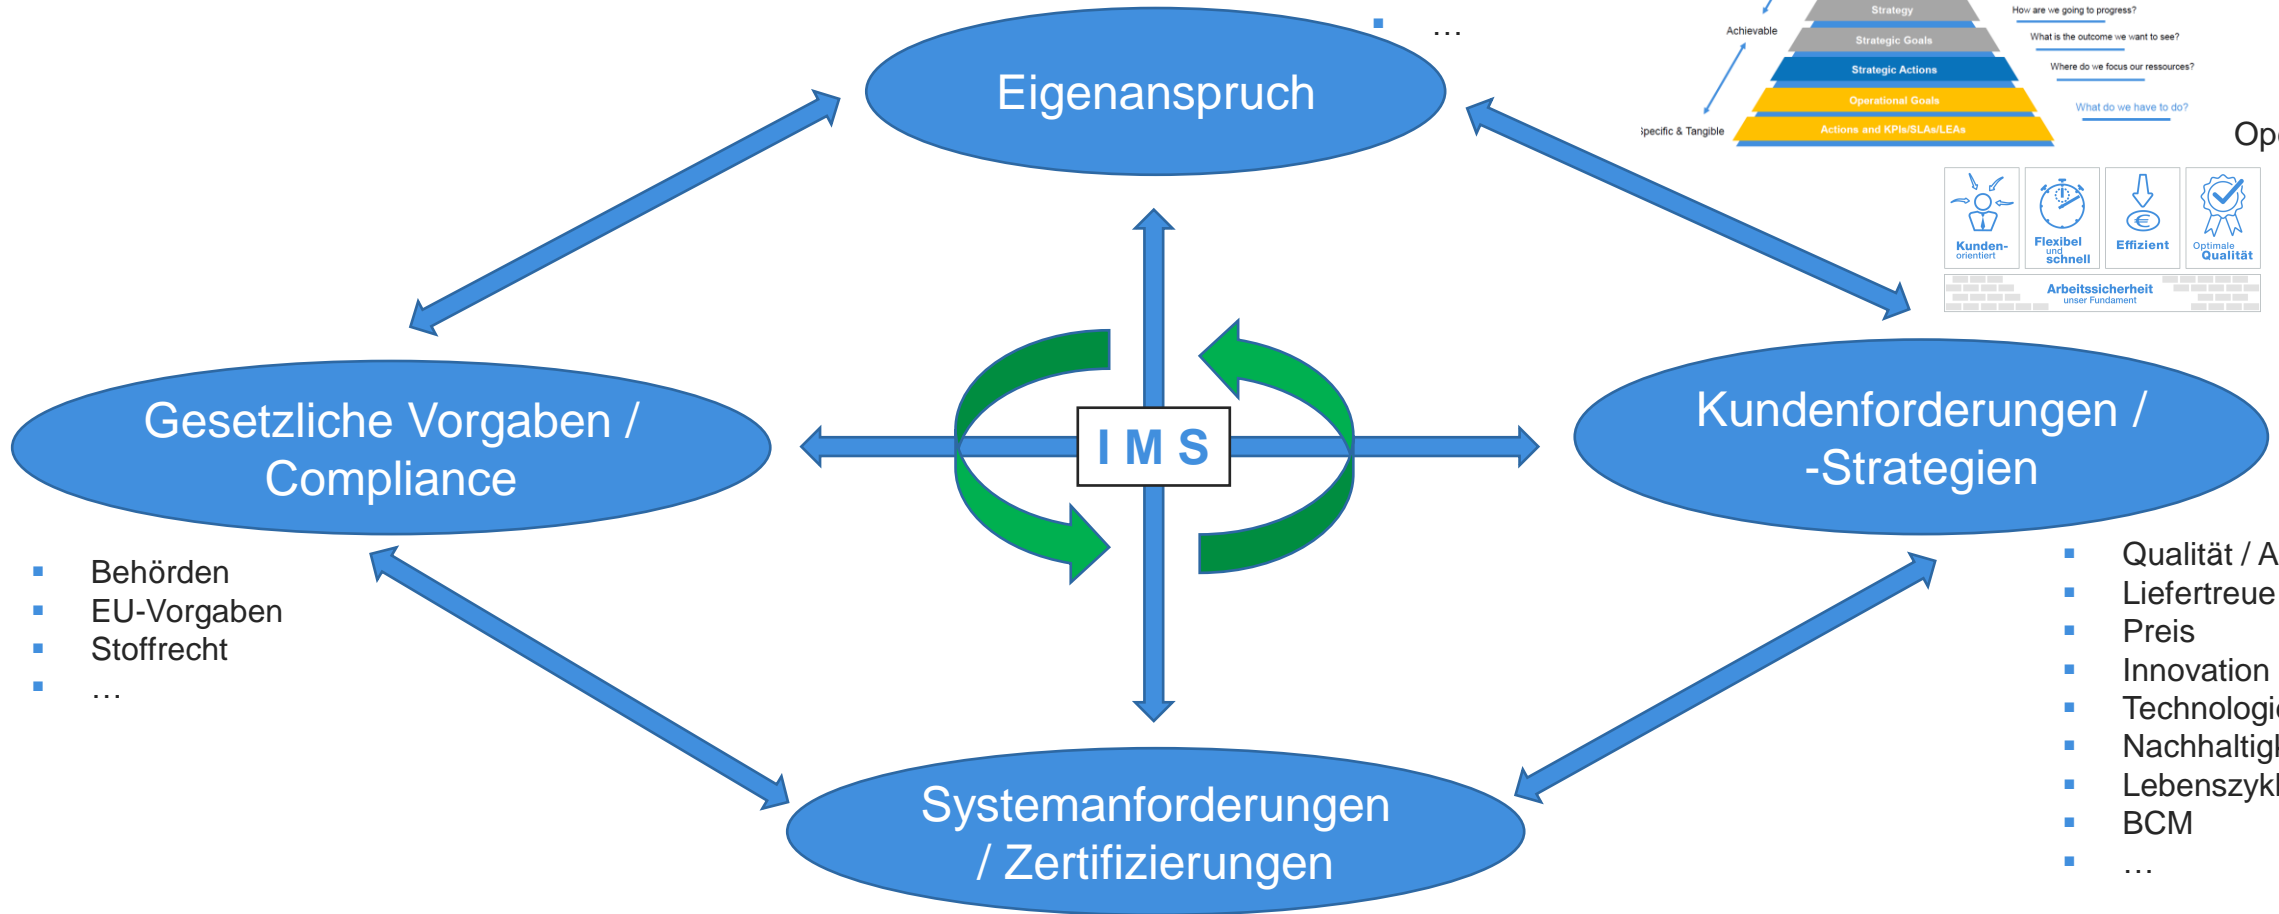 …
Strategy
Strategic Goals
Strategic Actions
Operational Goals
Actions and KPIs/SLAs/LEAs
Achievable
Specific & Tangible
How are we going to progress?
What is the outcome we want to see?
Where do we focus our ressources?
What do we have to do?
Eigenanspruch
Kunden-
orientiert
Flexibel
und
schnell
Effizient
Optimale
Qualität
Arbeitssicherheit
unser Fundament
Gesetzliche Vorgaben /
Compliance
I M S
Kundenforderungen /
-Strategien
Behörden
EU-Vorgaben
Stoffrecht
…
Qualität /
Liefertreue
Preis
Innovation
BCM
…
Systemanforderungen
/ Zertifizierungen